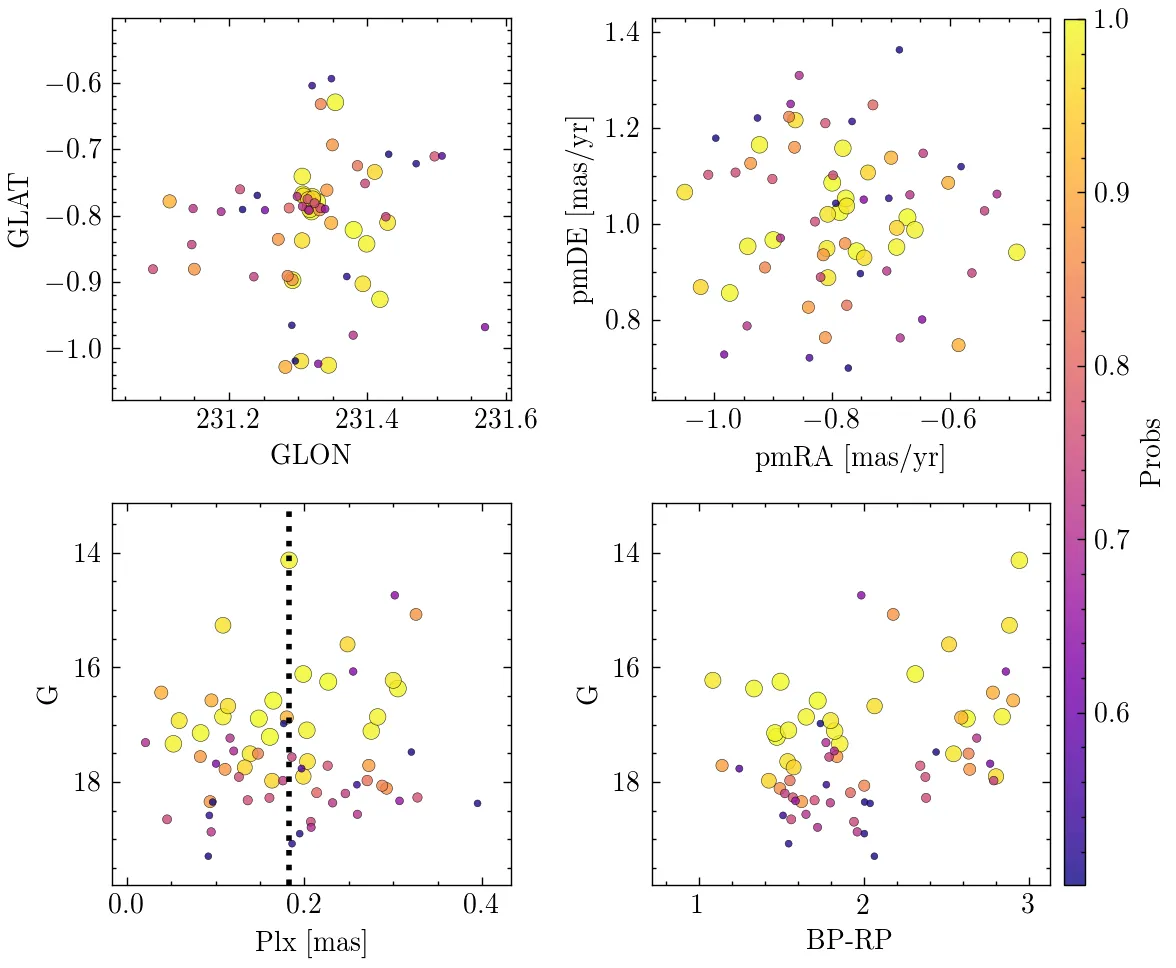 −0.6
−0.7
−0.8
−0.9
−1.0
GLAT
231.2 231.4 231.6
GLON
1.4
1.2
1.0
0.8
pmDE [mas/yr]
−1.0 −0.8 −0.6
pmRA [mas/yr]
14
16
18
G
0.0 0.2 0.4
Plx [mas]
14
16
18
G
1 2 3
BP-RP
1.0
0.9
0.8
0.7
0.6
Probs